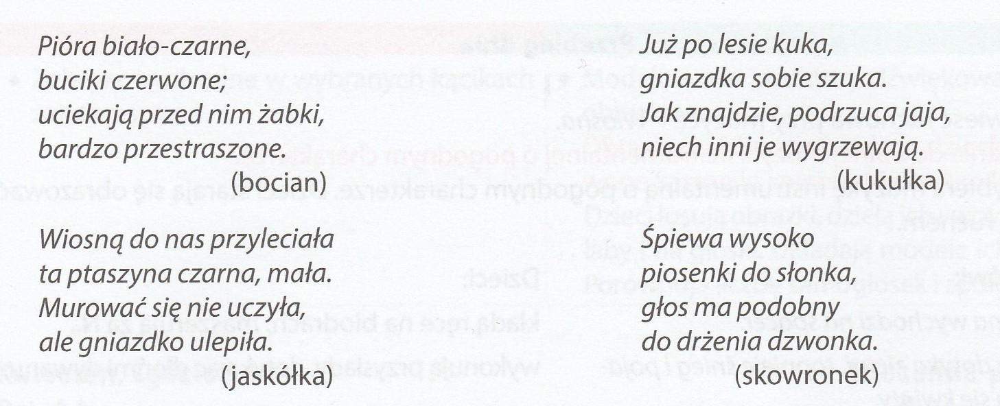 Pióra biało-czarne,
buciki czerwone;
uciekają przed nim żabki,
bardzo przestraszone.
(bocian)
Wiosną do nas przyleciała
ta ptaszyna czarna, mała.
Murować się nie uczyła,
ale gniazdko ulepiła.
(jaskółka)
Już po lesie kuka,
gniazdka sobie szuka.
Jak znajdzie, podrzuca jaja,
niech inni je wygrzewają.
(kukułka)
Śpiewa wysoko
piosenki do słonka,
głos ma podobny
do drżenia dzwonka.
(skowronek)